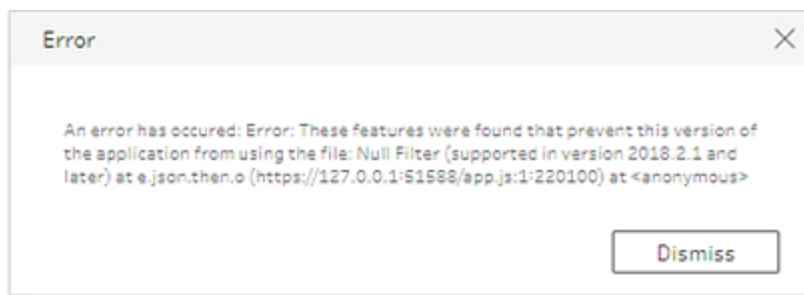 Error
An error has occured: Error: These features were found that prevent this version of
the application from using the file: Null Filter (supported in version 2018.2.1 and
later) at e.json.then.o (https://127.0.0.1:51588/app.js:1:220100) at <anonymous>
Dismiss